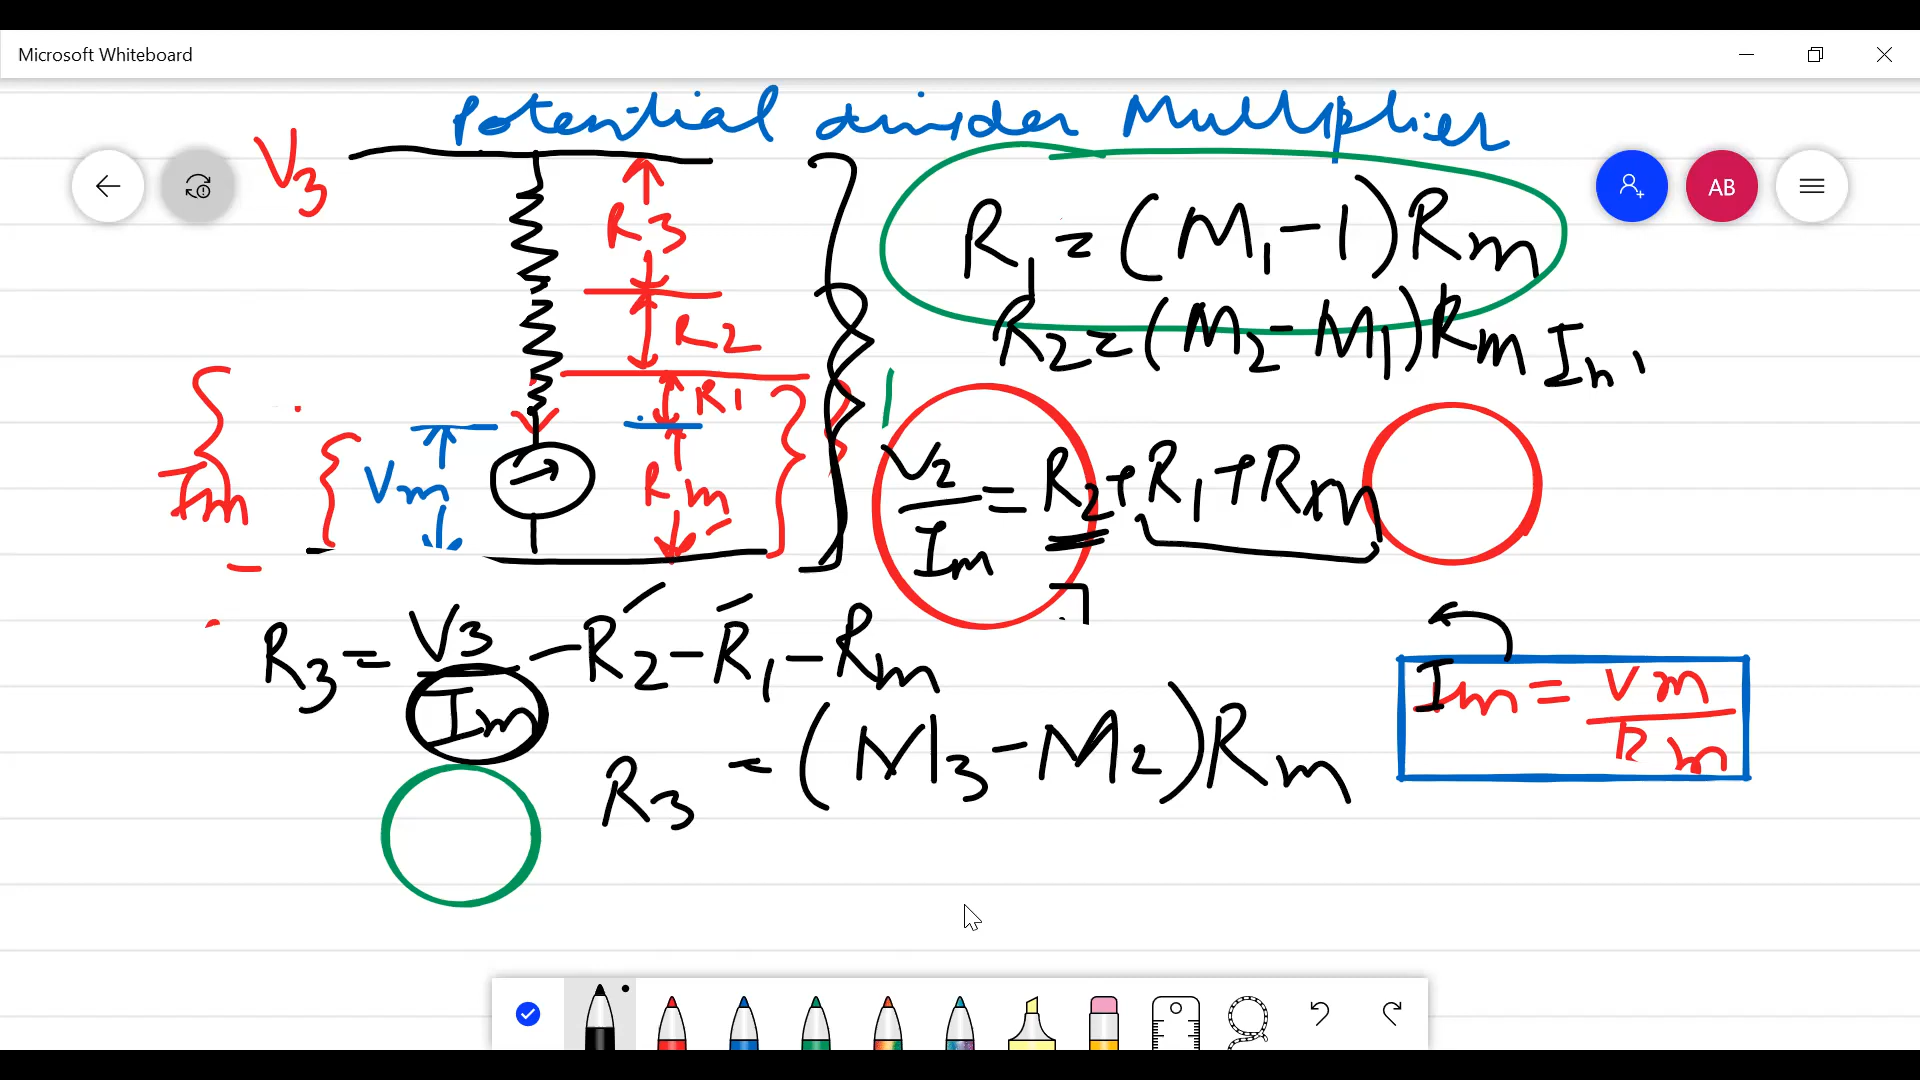 Microsoft Whiteboard
Potential divider Multiplier
V3
R3
R2
R1
Rm
Vm
Im
AB
R1 = (M1-1)Rm
R2 = (M2-M1)Rm Im
V2/Im = R2+R1+Rm
R3 = V3/Im -R2-R1-Rm
R3 = (M3-M2)Rm
Im = Vm/Rm